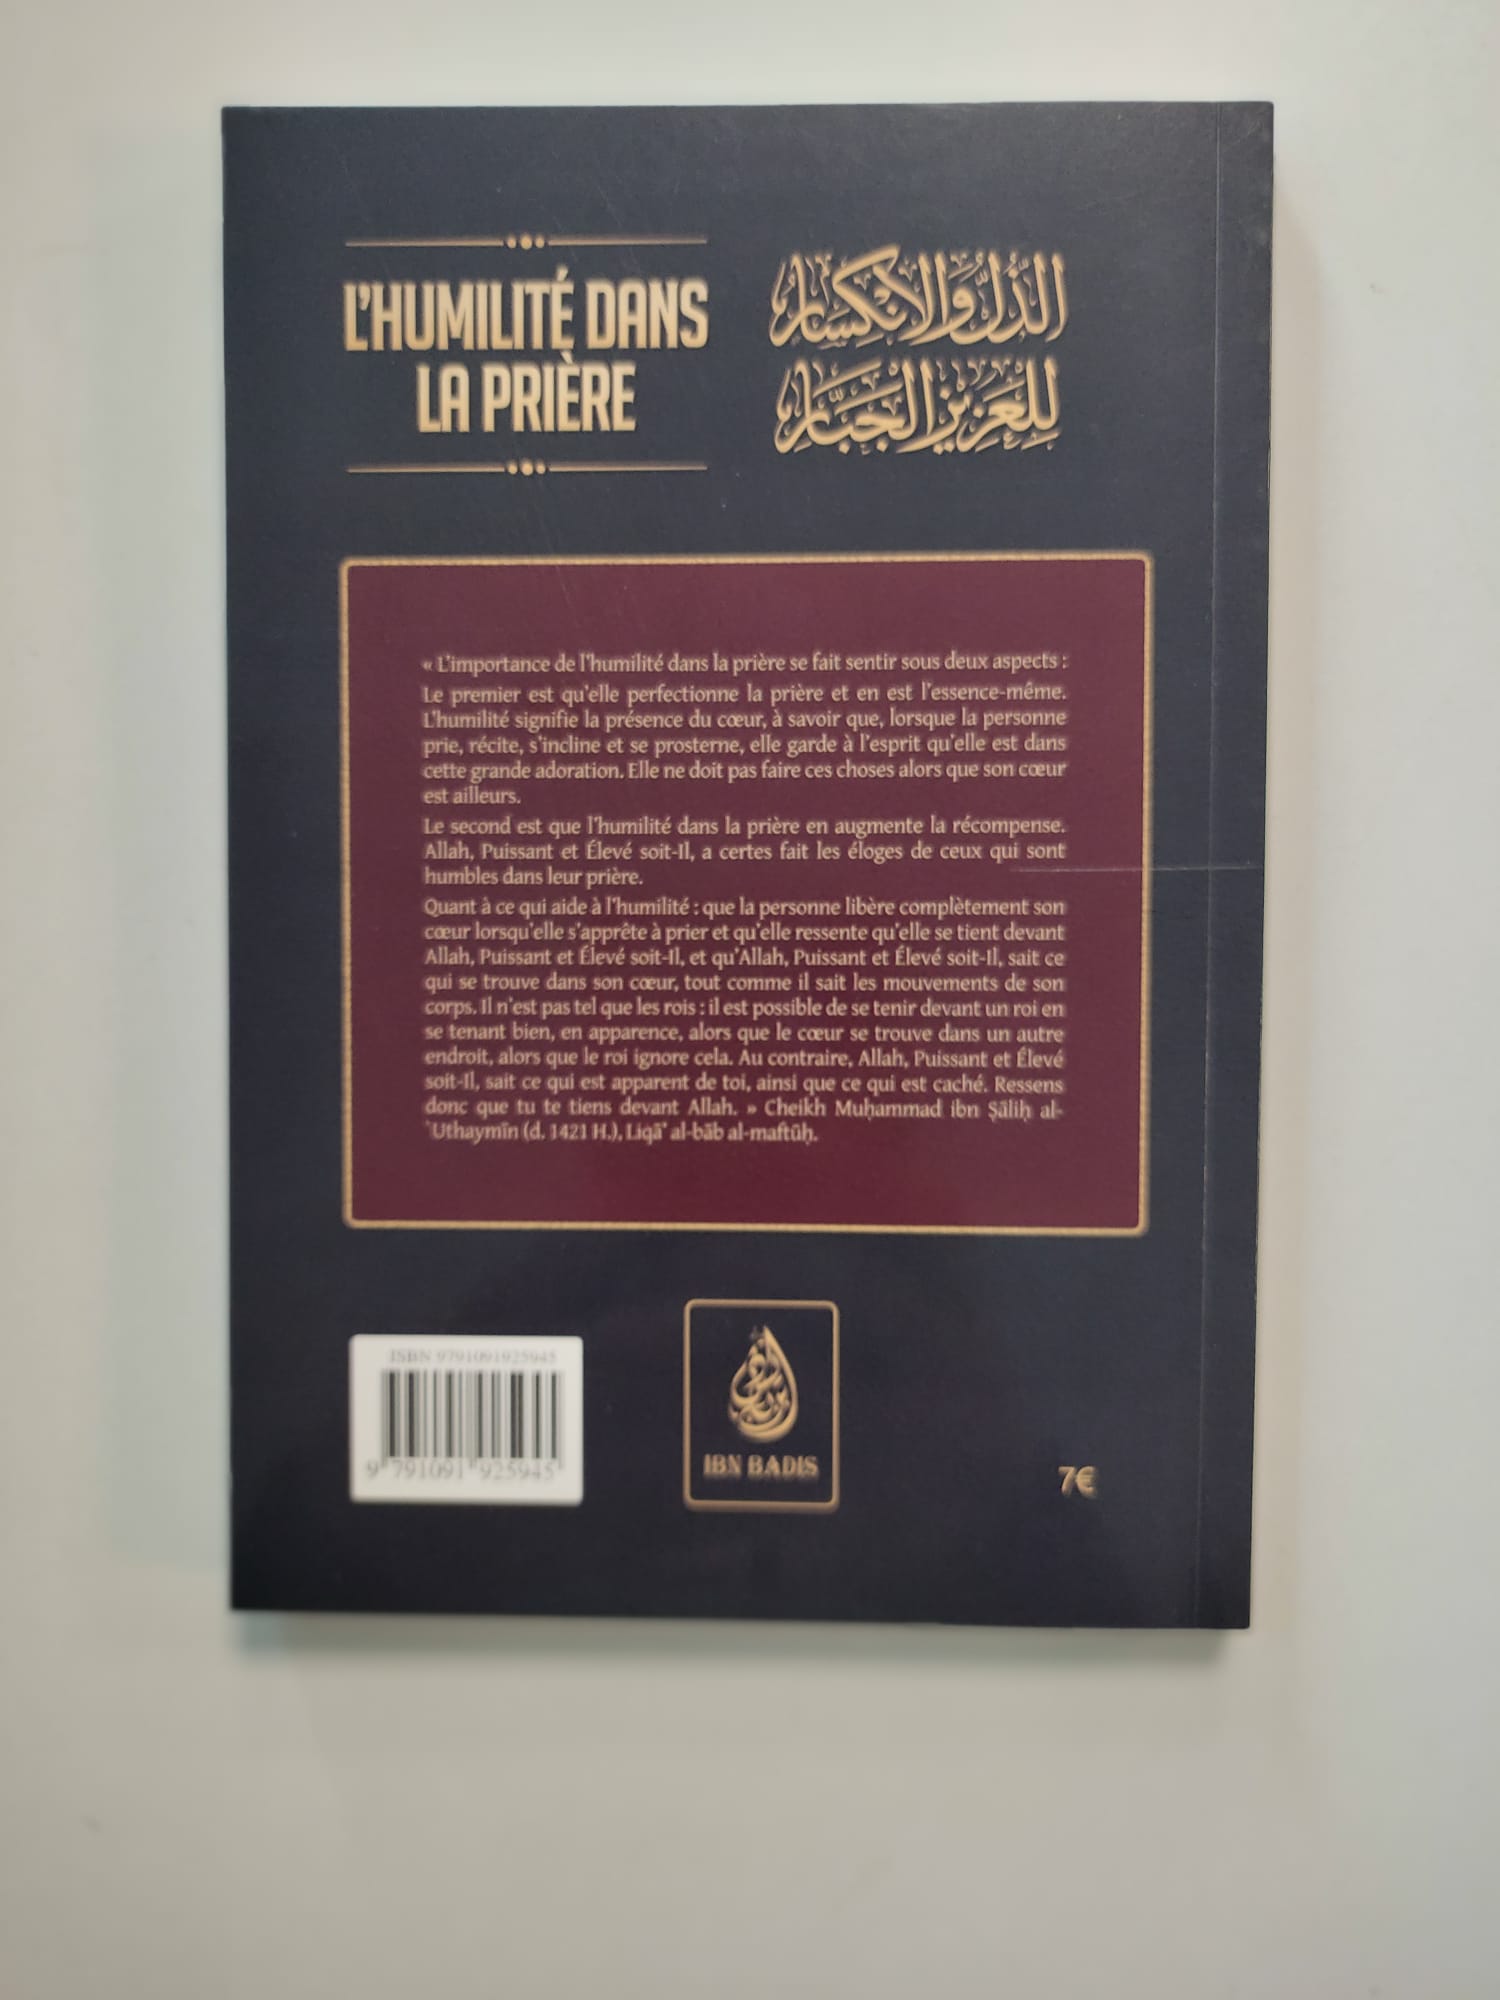 L'HUMILITÉ DANS
LA PRIÈRE
الذل والانكسار
للعزيز الجبار
« L'importance de l'humilité dans la prière se fait sentir sous deux aspects :
Le premier est qu'elle perfectionne la prière et en est l'essence-même.
L'humilité signifie la présence du cœur, à savoir que, lorsque la personne
prie, récite, s'incline et se prosterne, elle garde à l'esprit qu'elle est dans
cette grande adoration. Elle ne doit pas faire ces choses alors que son cœur
est ailleurs.
Le second est que l'humilité dans la prière en augmente la récompense.
Allah, Puissant et Élevé soit-Il, a certes fait les éloges de ceux qui sont
humbles dans leur prière.
Quant à ce qui aide à l'humilité : que la personne libère complètement son
cœur lorsqu'elle s'apprête à prier et qu'elle ressente qu'elle se tient devant
Allah, Puissant et Élevé soit-Il, et qu'Allah, Puissant et Élevé soit-Il, sait ce
qui se trouve dans son cœur, tout comme il sait les mouvements de son
corps. Il n'est pas tel que les rois : il est possible de se tenir devant un roi en
se tenant bien, en apparence, alors que le cœur se trouve dans un autre
endroit, alors que le roi ignore cela. Au contraire, Allah, Puissant et Élevé
soit-Il, sait ce qui est apparent de toi, ainsi que ce qui est caché. Ressens
donc que tu te tiens devant Allah. » Cheikh Muḥammad ibn Ṣāliḥ al-
ʿUthaymīn (d. 1421 H.), Liqāʾ al-bāb al-maftūḥ.
ISBN 9791091925945
9 791091 925945
ابن باديس
IBN BADIS
7€